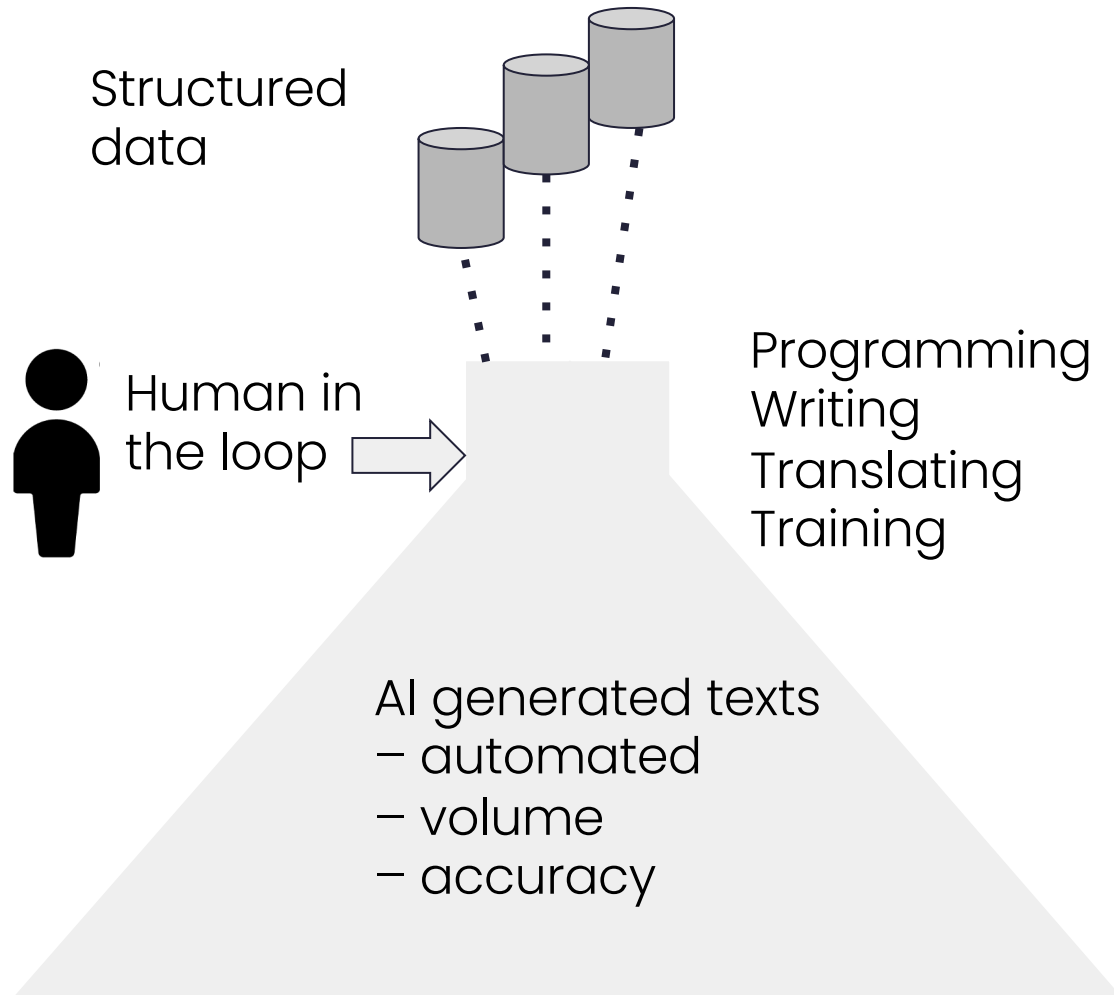 Structured
data
Human in
the loop
Programming
Writing
Translating
Training
AI generated texts
– automated
– volume
– accuracy